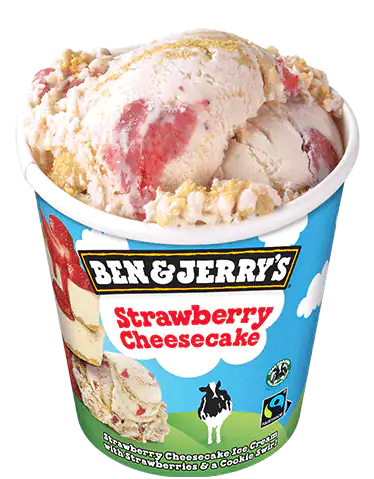 BEN & JERRY'S
Strawberry
Cheesecake
Strawberry Cheesecake Ice Cream
with Strawberries & a Cookie Swirl